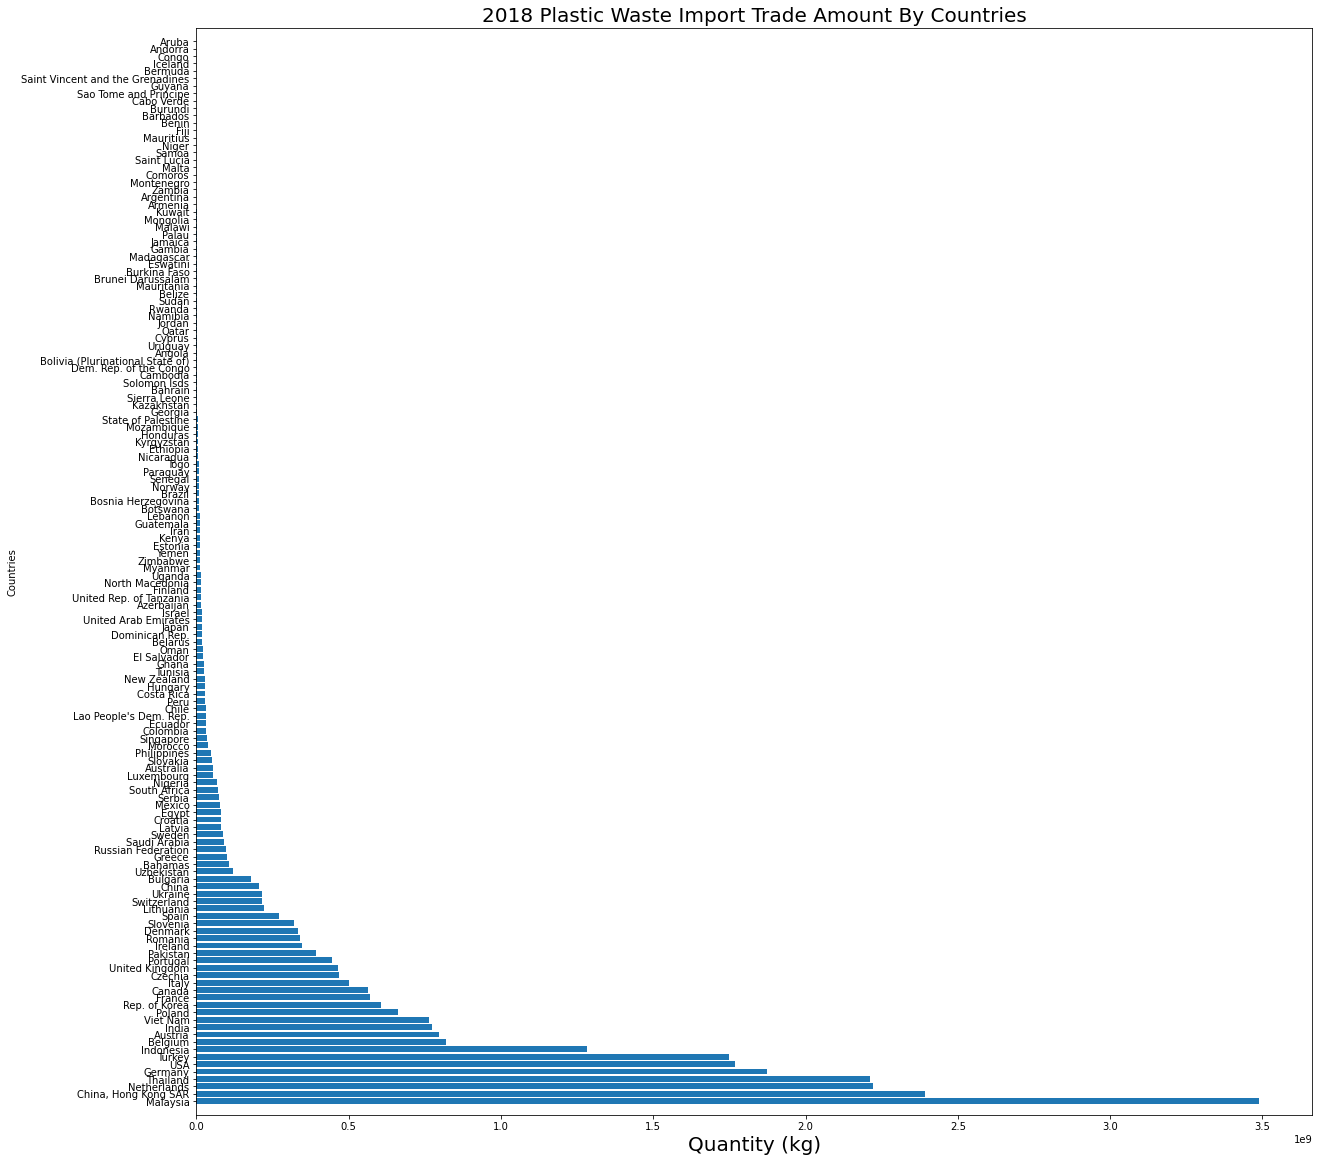 2018 Plastic Waste Import Trade Amount By Countries
Aruba
Andorra
Congo
Iceland
Bermuda
Saint Vincent and the Grenadines
Guyana
Sao Tome and Principe
Cabo Verde
Burundi
Barbados
Benin
Fiji
Mauritius
Niger
Samoa
Saint Lucia
Malta
Comoros
Montenegro
Zambia
Argentina
Armenia
Kuwait
Mongolia
Malawi
Palau
Jamaica
Gambia
Madagascar
Eswatini
Burkina Faso
Brunei Darussalam
Mauritania
Belize
Sudan
Rwanda
Namibia
Jordan
Qatar
Cyprus
Uruguay
Angola
Bolivia (Plurinational State of)
Dem. Rep. of the Congo
Cambodia
Solomon Isds
Bahrain
Sierra Leone
Kazakhstan
Georgia
State of Palestine
Mozambique
Honduras
Kyrgyzstan
Ethiopia
Nicaragua
Togo
Paraguay
Senegal
Norway
Brazil
Bosnia Herzegovina
Botswana
Lebanon
Guatemala
Iran
Kenya
Estonia
Yemen
Zimbabwe
Myanmar
Uganda
North Macedonia
Finland
United Rep. of Tanzania
Azerbaijan
Israel
United Arab Emirates
Japan
Dominican Rep.
Belarus
Oman
El Salvador
Ghana
Tunisia
New Zealand
Hungary
Costa Rica
Peru
Chile
Lao People's Dem. Rep.
Ecuador
Colombia
Singapore
Morocco
Philippines
Slovakia
Australia
Luxembourg
Nigeria
South Africa
Serbia
Mexico
Egypt
Croatia
Latvia
Sweden
Saudi Arabia
Russian Federation
Greece
Bahamas
Uzbekistan
Bulgaria
China
Ukraine
Switzerland
Lithuania
Spain
Slovenia
Denmark
Romania
Ireland
Pakistan
Portugal
United Kingdom
Czechia
Italy
Canada
France
Rep. of Korea
Poland
Viet Nam
India
Austria
Belgium
Indonesia
Turkey
USA
Germany
Thailand
Netherlands
China, Hong Kong SAR
Malaysia
Countries
0.0 0.5 1.0 1.5 2.0 2.5 3.0 3.5
1e9
Quantity (kg)